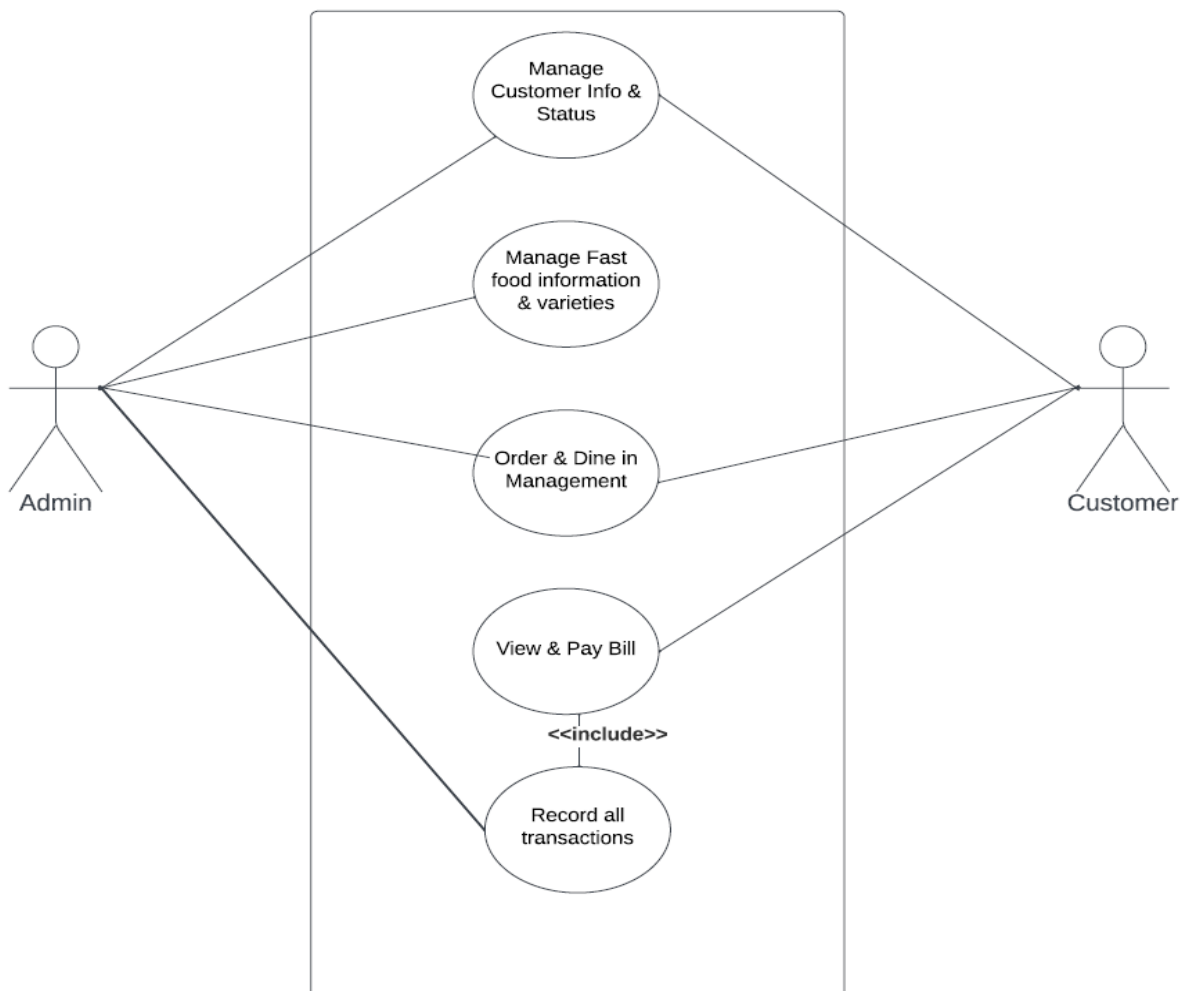 Manage
Customer Info &
Status
Manage Fast
food information
& varieties
Admin
Customer
Order & Dine in
Management
View & Pay Bill
<<include>>
Record all
transactions